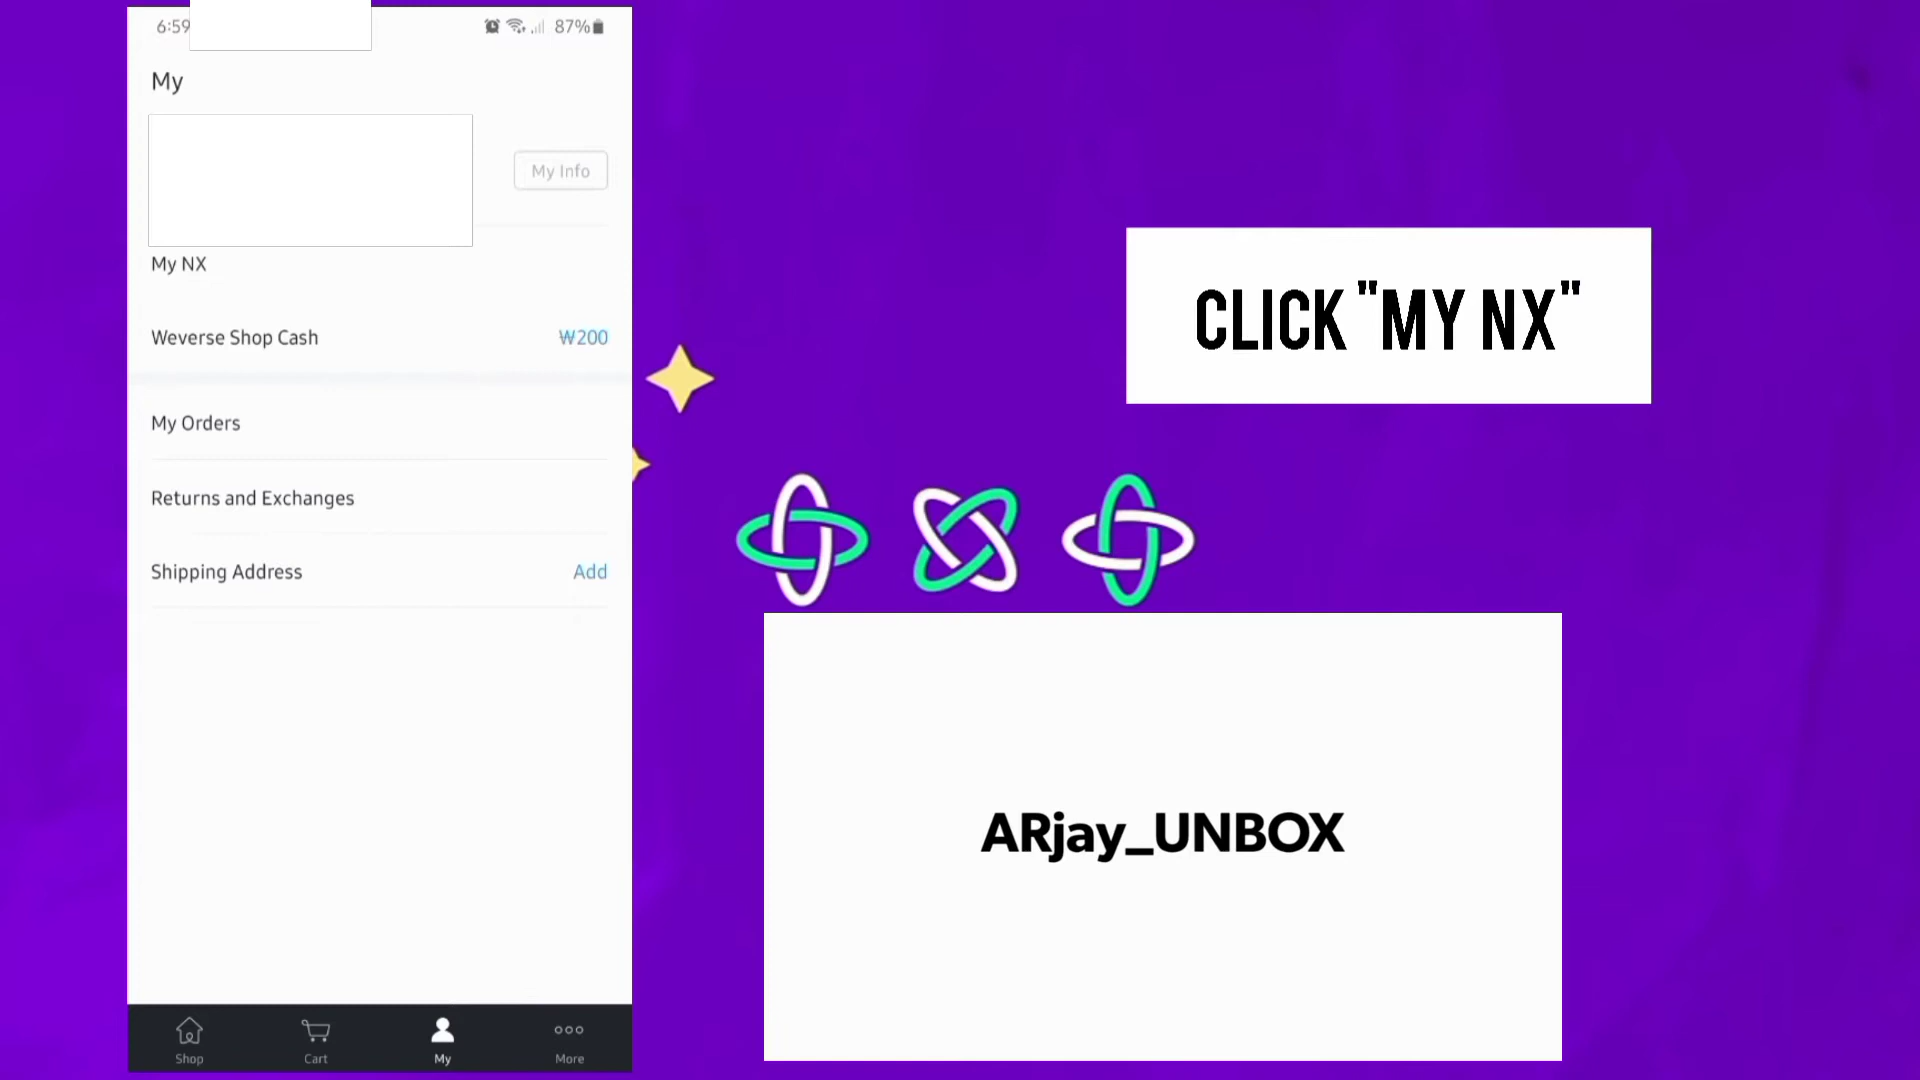 6:59
87%
My
My Info
My NX
Weverse Shop Cash ₩200
My Orders
Returns and Exchanges
Shipping Address Add
Shop Cart My More
CLICK "MY NX"
ARjay_UNBOX